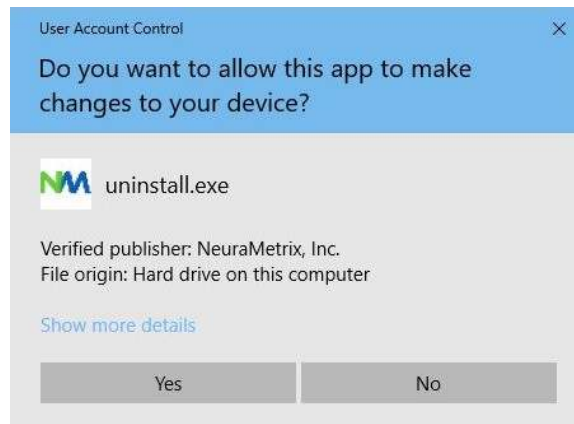 User Account Control
Do you want to allow this app to make
changes to your device?
NM uninstall.exe
Verified publisher: NeuraMetrix, Inc.
File origin: Hard drive on this computer
Show more details
Yes
No